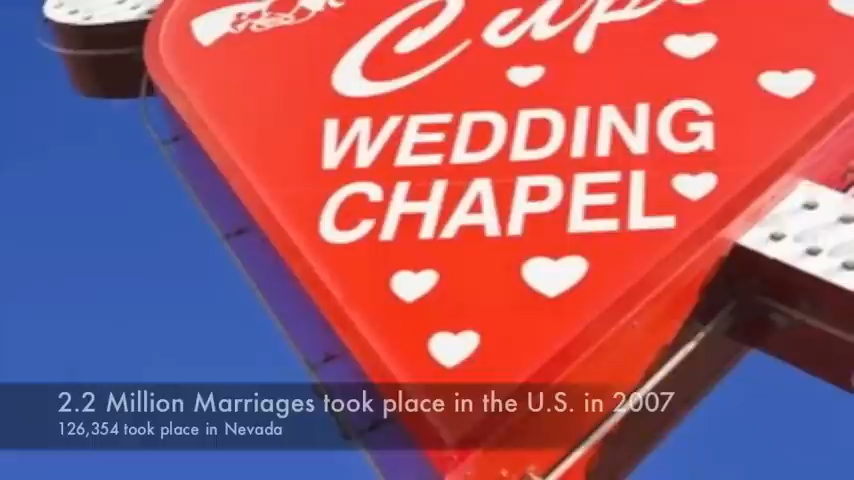 WEDDING
CHAPEL
2.2 Million Marriages took place in the U.S. in 2007
126,354 took place in Nevada